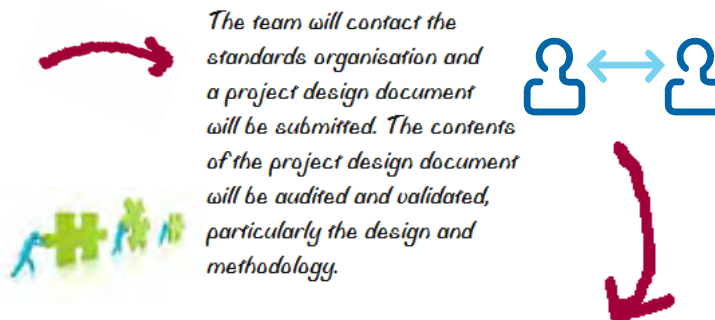 The team will contact the
standards organisation and
a project design document
will be submitted. The contents
of the project design document
will be audited and validated,
particularly the design and
methodology.